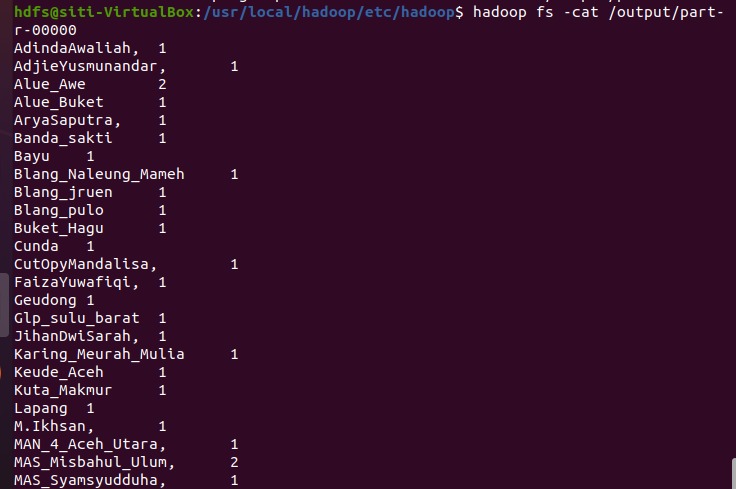 hdfs@siti-VirtualBox:/usr/local/hadoop/etc/hadoop$ hadoop fs -cat /output/part-
r-00000
AdindaAwaliah,	1
AdjieYusmunandar,	1
Alue_Awe	2
Alue_Buket	1
AryaSaputra,	1
Banda_sakti	1
Bayu	1
Blang_Naleung_Mameh	1
Blang_jruen	1
Blang_pulo	1
Buket_Hagu	1
Cunda	1
CutOpyMandalisa,	1
FaizaYuwafiqi,	1
Geudong	1
Glp_sulu_barat	1
JihanDwiSarah,	1
Karing_Meurah_Mulia	1
Keude_Aceh	1
Kuta_Makmur	1
Lapang	1
M.Ikhsan,	1
MAN_4_Aceh_Utara,	1
MAS_Misbahul_Ulum,	2
MAS_Syamsyudduha,	1